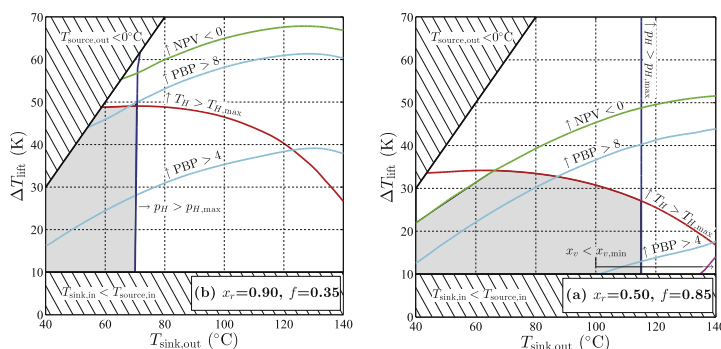 70
60
50
40
30
20
10
0
ΔT_lift (K)
T_source,out <0°C
↑ NPV < 0
↑ PBP > 8
↑ T_H > T_H,max
↑ PBP > 4
→ p_H > p_H,max
T_sink,in < T_source,in
(b) x_r=0.90, f=0.35
40 60 80 100 120 140
T_sink,out (°C)
70
60
50
40
30
20
10
0
ΔT_lift (K)
T_source,out <0°C
↑ p_H > p_H,max
↑ NPV < 0
↑ PBP > 8
↑ T_H > T_H,max
x_v < x_v,min
↑ PBP > 4
T_sink,in < T_source,in
(a) x_r=0.50, f=0.85
40 60 80 100 120 140
T_sink,out (°C)